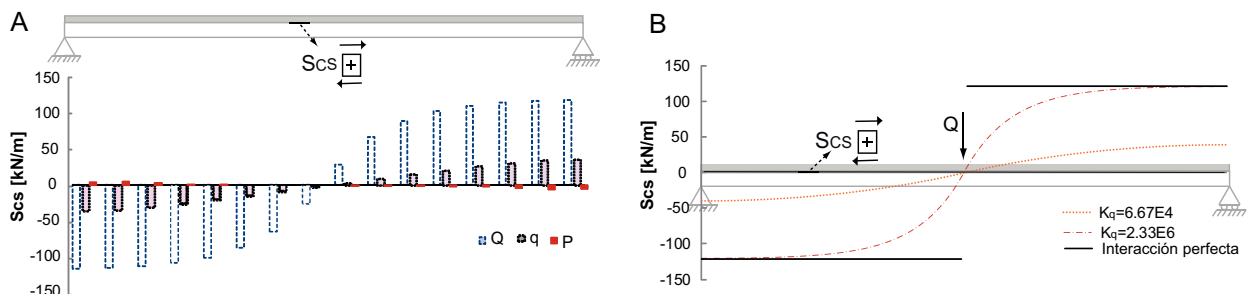 A
Scs +
Scs [kN/m]
150
100
50
0
-50
-100
-150
Q q P
B
Q
Scs +
Scs [kN/m]
150
100
50
0
-50
-100
-150
Kq=6.67E4
Kq=2.33E6
Interacción perfecta